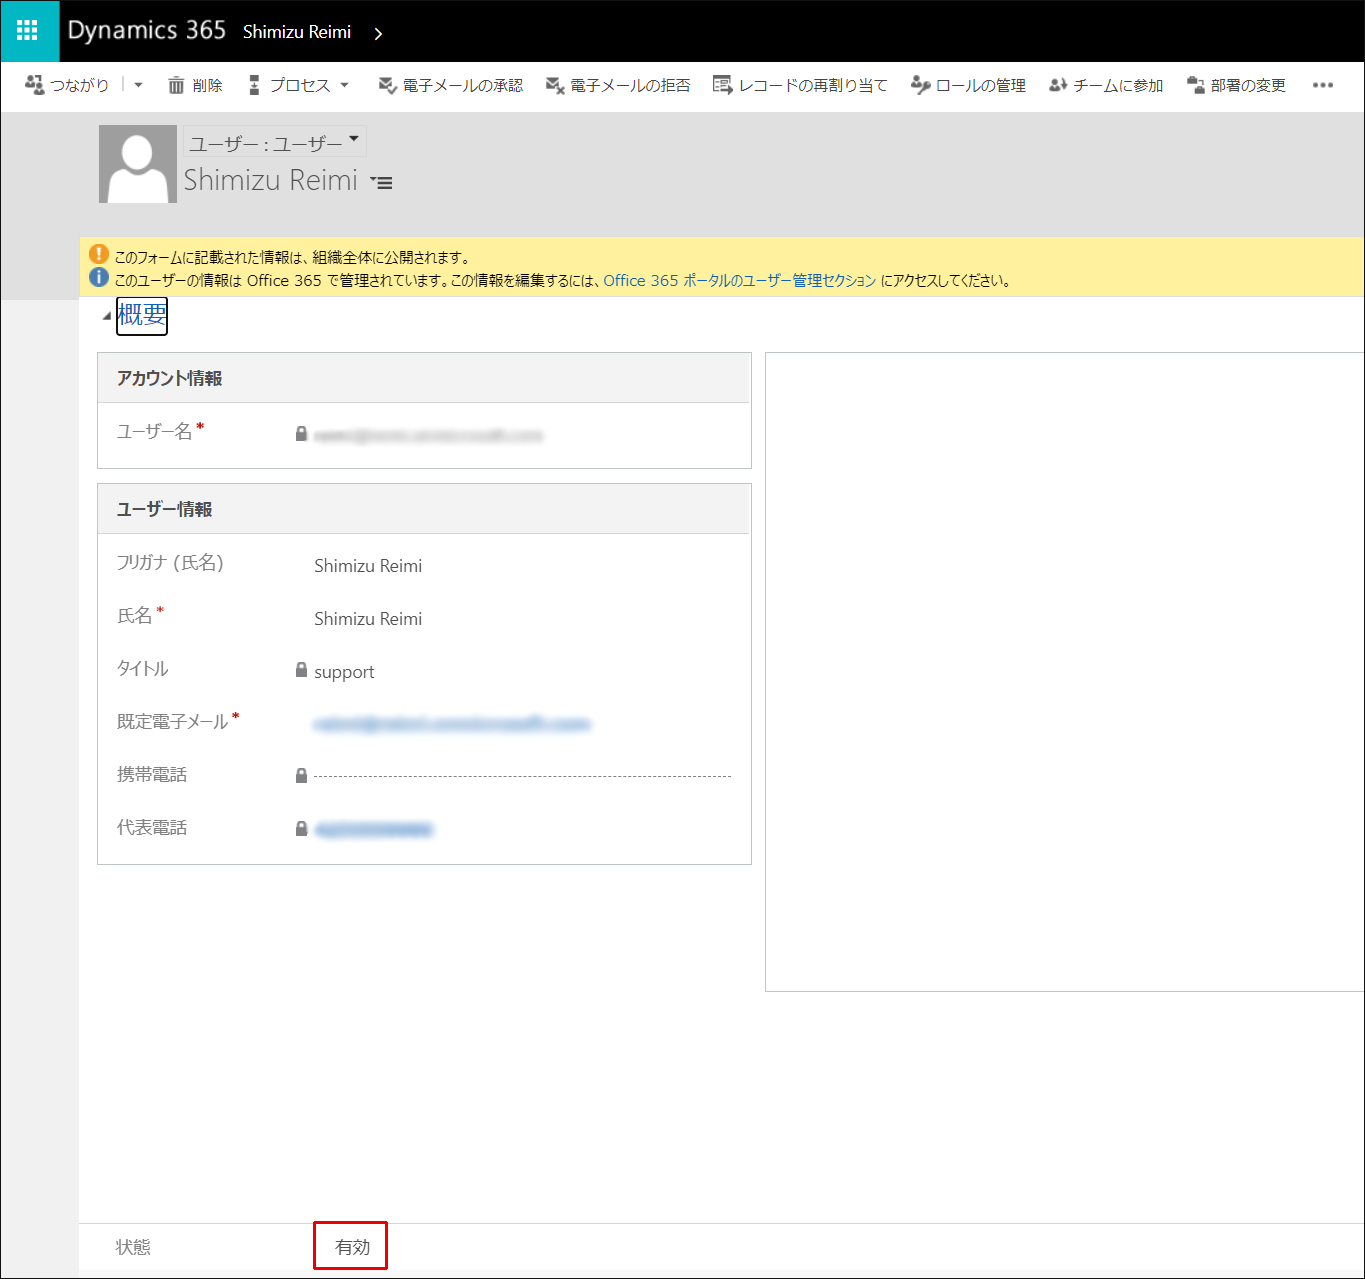 Dynamics 365 Shimizu Reimi
つながり 削除 プロセス 電子メールの承認 電子メールの拒否 レコードの再割り当て ロールの管理 チームに参加 部署の変更
ユーザー : ユーザー
Shimizu Reimi
このフォームに記載された情報は、組織全体に公開されます。
このユーザーの情報は Office 365 で管理されています。この情報を編集するには、Office 365 ポータルのユーザー管理セクション にアクセスしてください。
概要
アカウント情報
ユーザー名*
ユーザー情報
フリガナ (氏名) Shimizu Reimi
氏名* Shimizu Reimi
タイトル support
既定電子メール*
携帯電話
代表電話
状態 有効